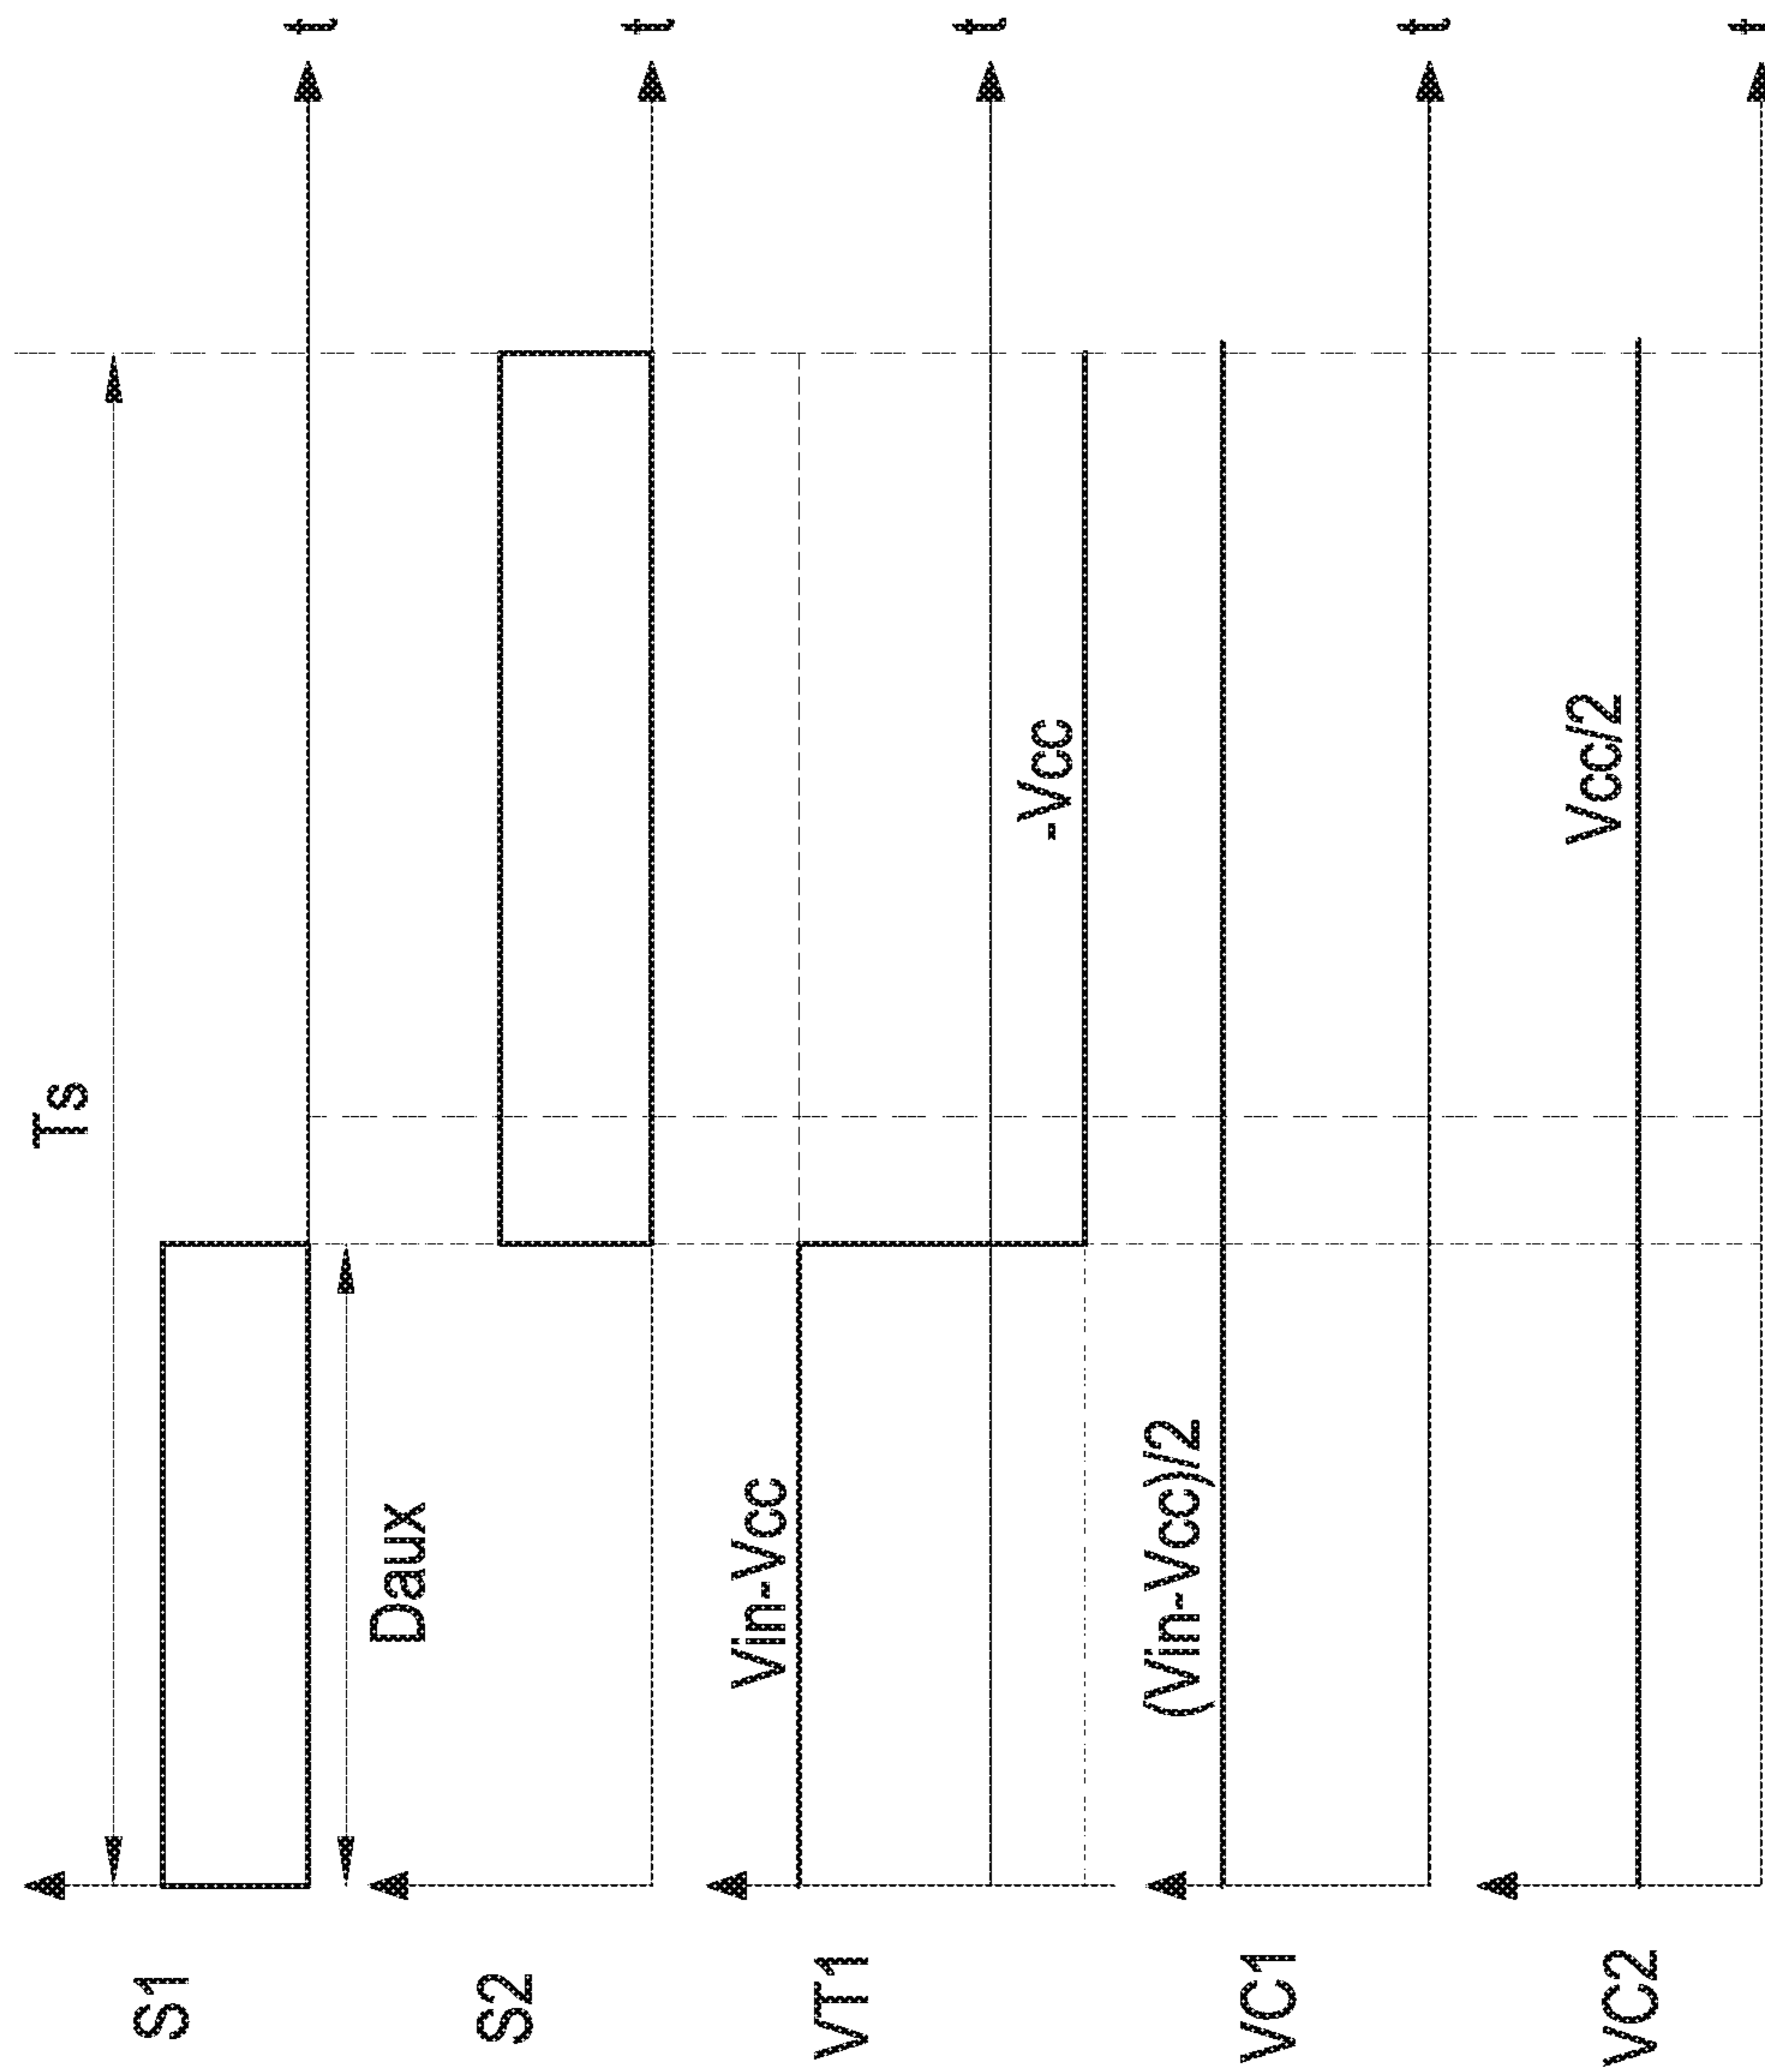 Ts
S1
t
Daux
S2
t
VT1
Vin-Vcc
-Vcc
t
VC1
(Vin-Vcc)/2
t
VC2
Vcc/2
t